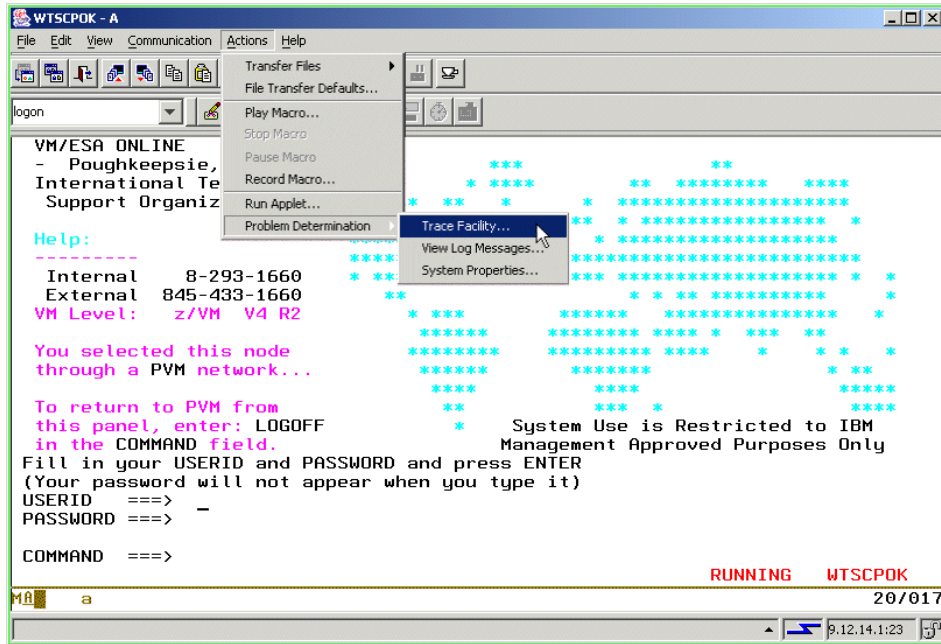 WTSCPOK - A
File Edit View Communication Actions Help
Transfer Files
File Transfer Defaults...
logon
Play Macro...
Stop Macro
Pause Macro
Record Macro...
Run Applet...
Problem Determination
Trace Facility...
View Log Messages...
System Properties...
VM/ESA ONLINE
- Poughkeepsie,
International Te
Support Organiz
Help:
---------
Internal 8-293-1660
External 845-433-1660
VM Level: z/VM V4 R2
You selected this node
through a PVM network...
To return to PVM from
this panel, enter: LOGOFF System Use is Restricted to IBM
in the COMMAND field. Management Approved Purposes Only
Fill in your USERID and PASSWORD and press ENTER
(Your password will not appear when you type it)
USERID ===> _
PASSWORD ===>
COMMAND ===>
RUNNING WTSCPOK
MA a 20/017
9.12.14.1:23